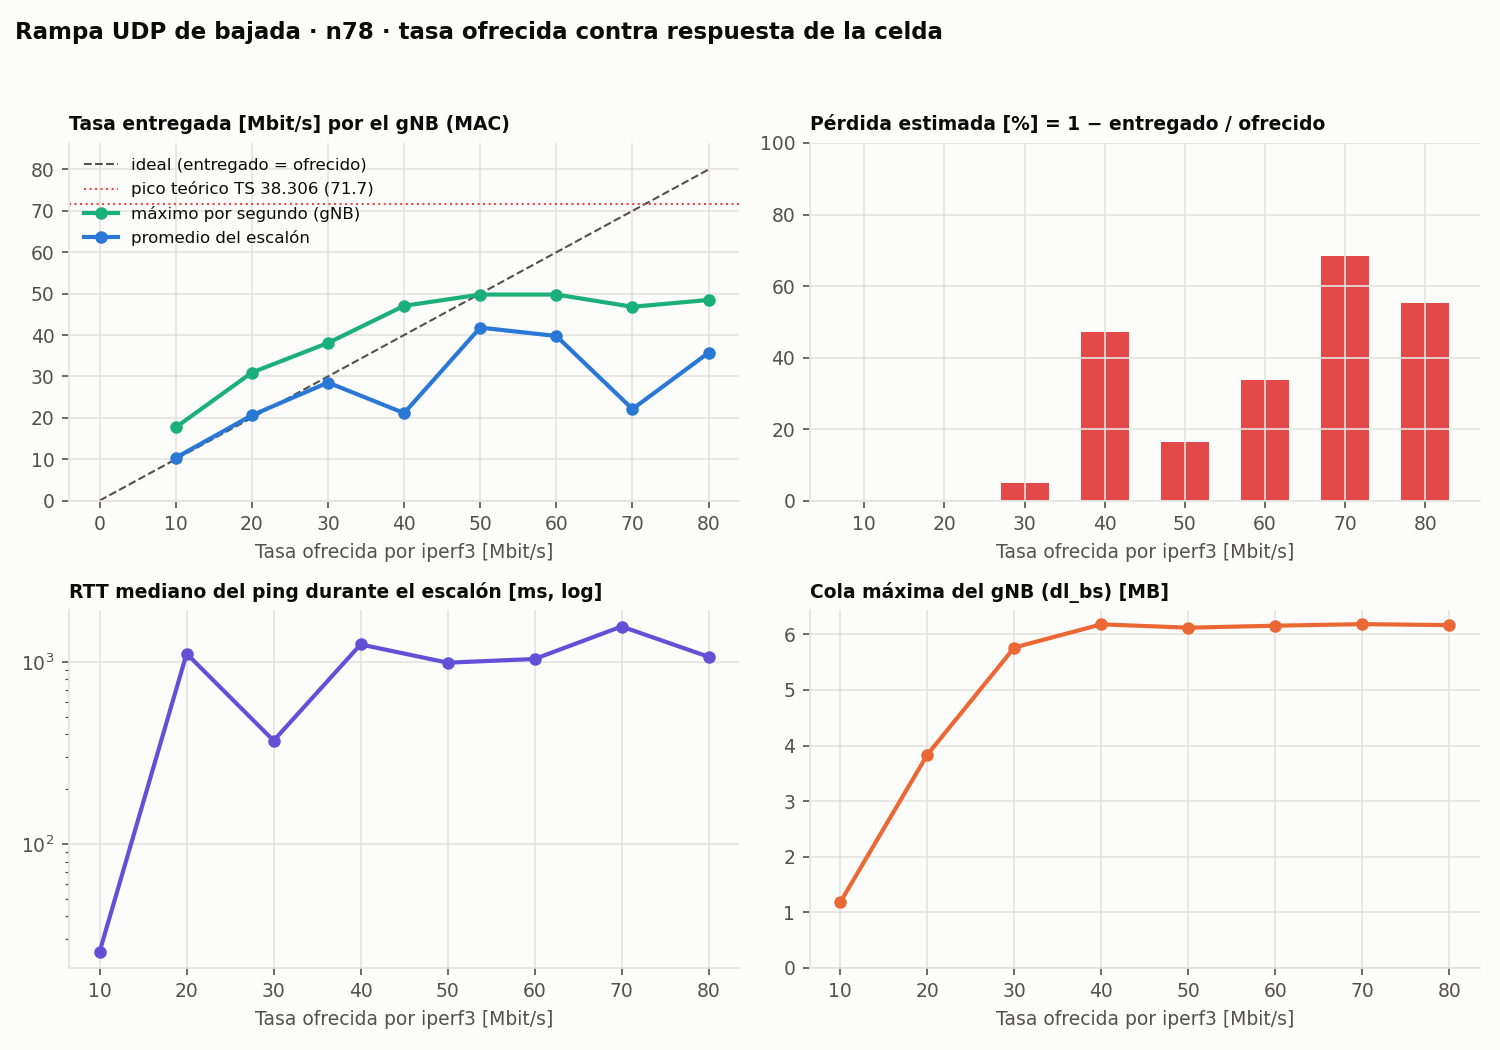 Rampa UDP de bajada · n78 · tasa ofrecida contra respuesta de la celda
Tasa entregada [Mbit/s] por el gNB (MAC)
ideal (entregado = ofrecido)
pico teórico TS 38.306 (71.7)
máximo por segundo (gNB)
promedio del escalón
80
70
60
50
40
30
20
10
0
0 10 20 30 40 50 60 70 80
Tasa ofrecida por iperf3 [Mbit/s]
Pérdida estimada [%] = 1 − entregado / ofrecido
100
80
60
40
20
0
10 20 30 40 50 60 70 80
Tasa ofrecida por iperf3 [Mbit/s]
RTT mediano del ping durante el escalón [ms, log]
10³
10²
10 20 30 40 50 60 70 80
Tasa ofrecida por iperf3 [Mbit/s]
Cola máxima del gNB (dl_bs) [MB]
6
5
4
3
2
1
0
10 20 30 40 50 60 70 80
Tasa ofrecida por iperf3 [Mbit/s]